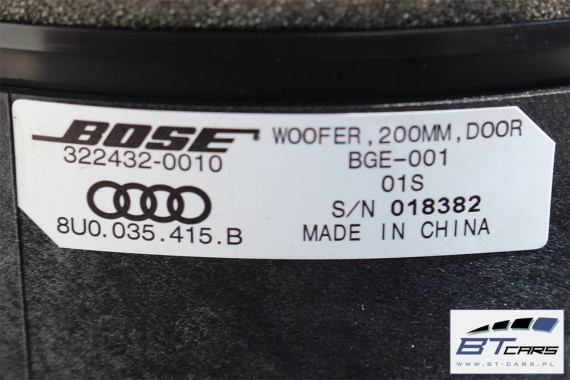 BOSE WOOFER,200MM,DOOR
322432-0010 BGE-001
01S
S/N 018382
8U0.035.415.B MADE IN CHINA
BTCARS
WWW.BT-CARS.PL